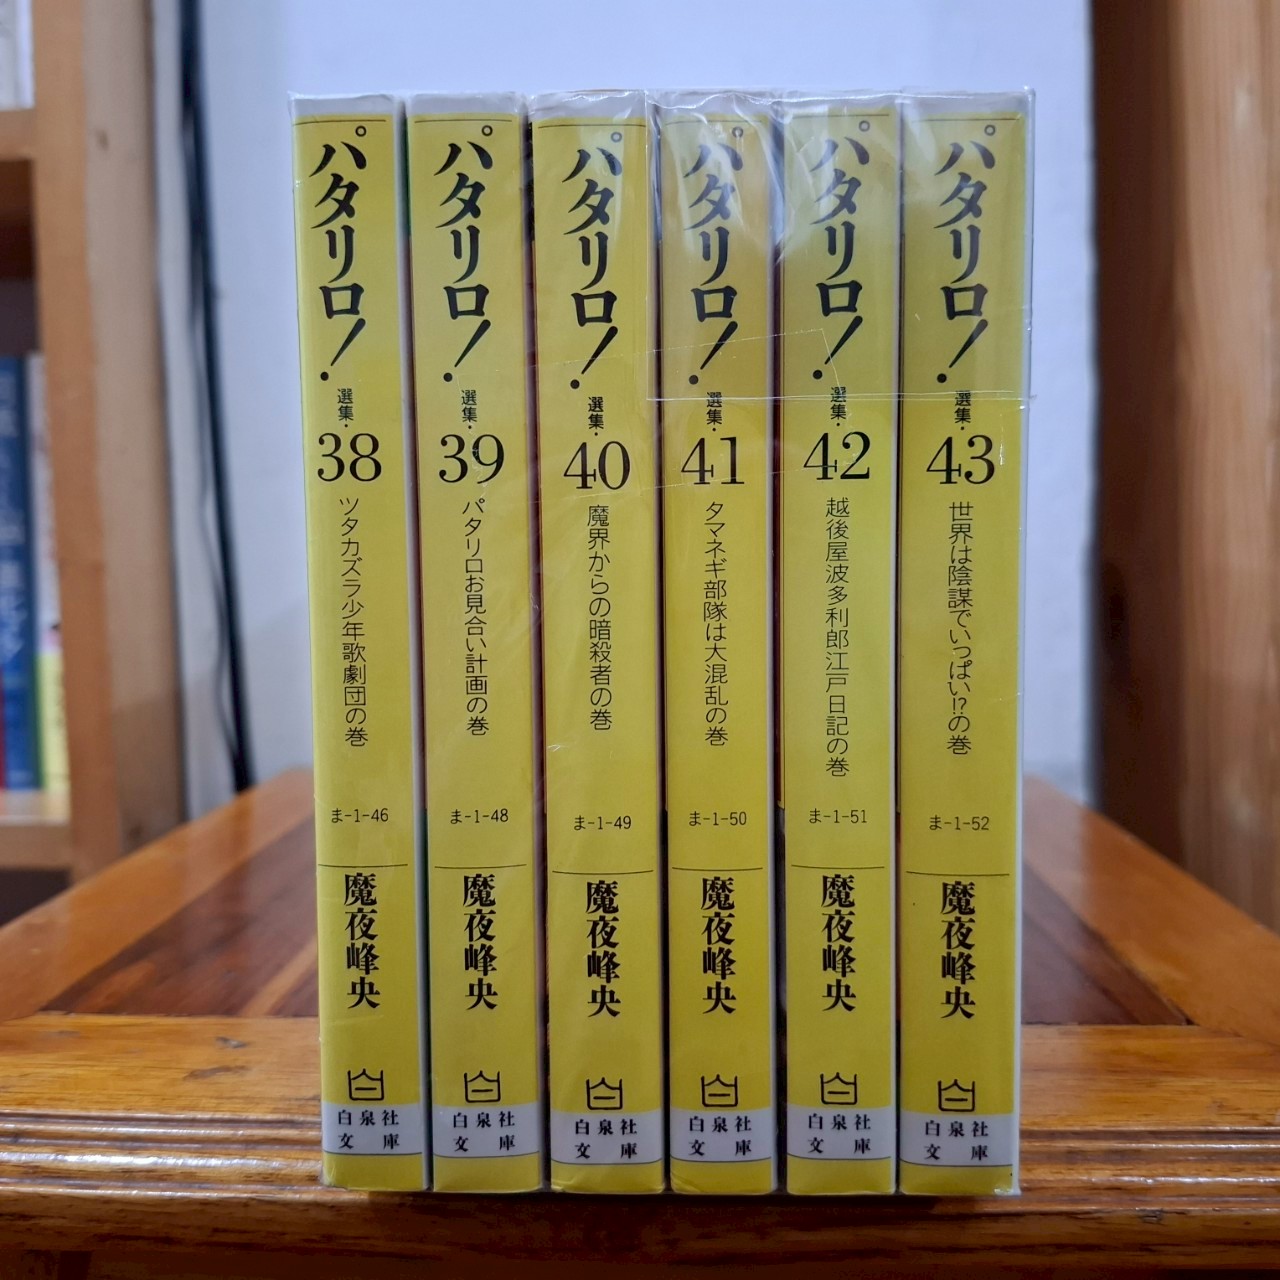 パタリロ!
選集・
38
ツタカズラ少年歌劇団の巻
ま-1-46
魔夜峰央
白泉社
文庫
パタリロ!
選集・
39
パタリロお見合い計画の巻
ま-1-48
魔夜峰央
白泉社
文庫
パタリロ!
選集・
40
魔界からの暗殺者の巻
ま-1-49
魔夜峰央
白泉社
文庫
パタリロ!
選集・
41
タマネギ部隊は大混乱の巻
ま-1-50
魔夜峰央
白泉社
文庫
パタリロ!
選集・
42
越後屋波多利郎江戸日記の巻
ま-1-51
魔夜峰央
白泉社
文庫
パタリロ!
選集・
43
世界は陰謀でいっぱい!?の巻
ま-1-52
魔夜峰央
白泉社
文庫